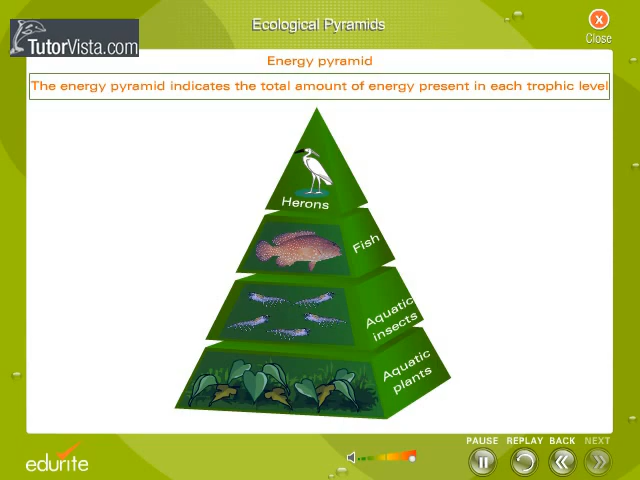 Ecological Pyramids
X
Close
TutorVista.com
Energy pyramid
The energy pyramid indicates the total amount of energy present in each trophic level
Herons
Fish
Aquatic
insects
Aquatic
plants
PAUSE REPLAY BACK NEXT
edurite